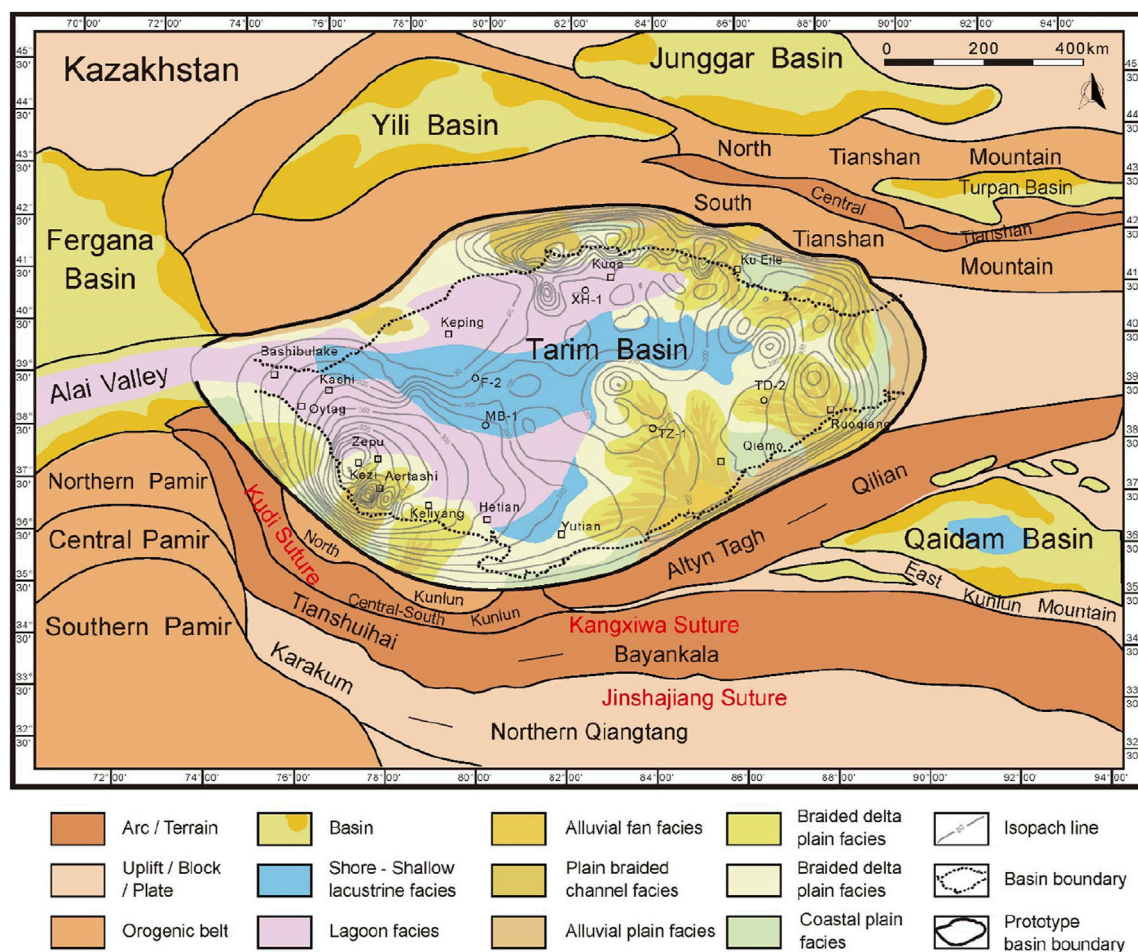 70°00' 72°00' 74°00' 76°00' 78°00' 80°00' 82°00' 84°00' 86°00' 88°00' 90°00' 92°00' 94°00'
0 200 400km
Kazakhstan
Junggar Basin
Yili Basin
North Tianshan Mountain
Turpan Basin
Central Tianshan
South Tianshan Mountain
Fergana
Basin
Ku Erle
Kuqa
XH-1
Keping
Tarim Basin
Bashibulake
Alai Valley
Kashi
F-2
TD-2
Oytag
MB-1
TZ-1
Ruoqiang
Zepu
Qiemo
Kezi
Aertashi
Northern Pamir
Keliyang
Hetian
Yutian
Qilian
Altyn Tagh
Qaidam Basin
Kudi Suture
Central Pamir
North Kunlun
East Kunlun Mountain
Central-South Kunlun
Southern Pamir
Tianshuihai
Kangxiwa Suture
Bayankala
Karakum
Jinshajiang Suture
Northern Qiangtang
72°00' 74°00' 76°00' 78°00' 80°00' 82°00' 84°00' 86°00' 88°00' 90°00' 92°00' 94°00'
Arc / Terrain
Basin
Alluvial fan facies
Braided delta
plain facies
Isopach line
Uplift / Block
/ Plate
Shore - Shallow
lacustrine facies
Plain braided
channel facies
Braided delta
plain facies
Basin boundary
Orogenic belt
Lagoon facies
Alluvial plain facies
Coastal plain
facies
Prototype
basin boundary